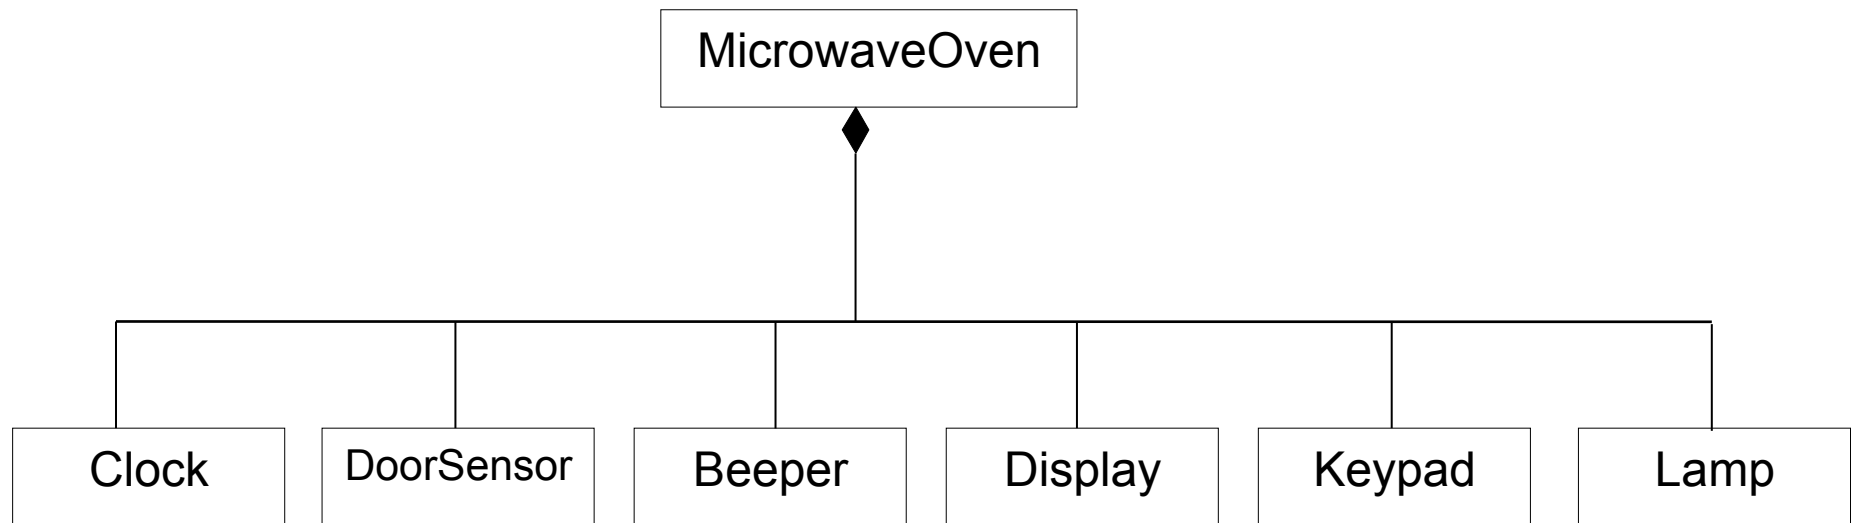 MicrowaveOven
Clock
DoorSensor
Beeper
Display
Keypad
Lamp